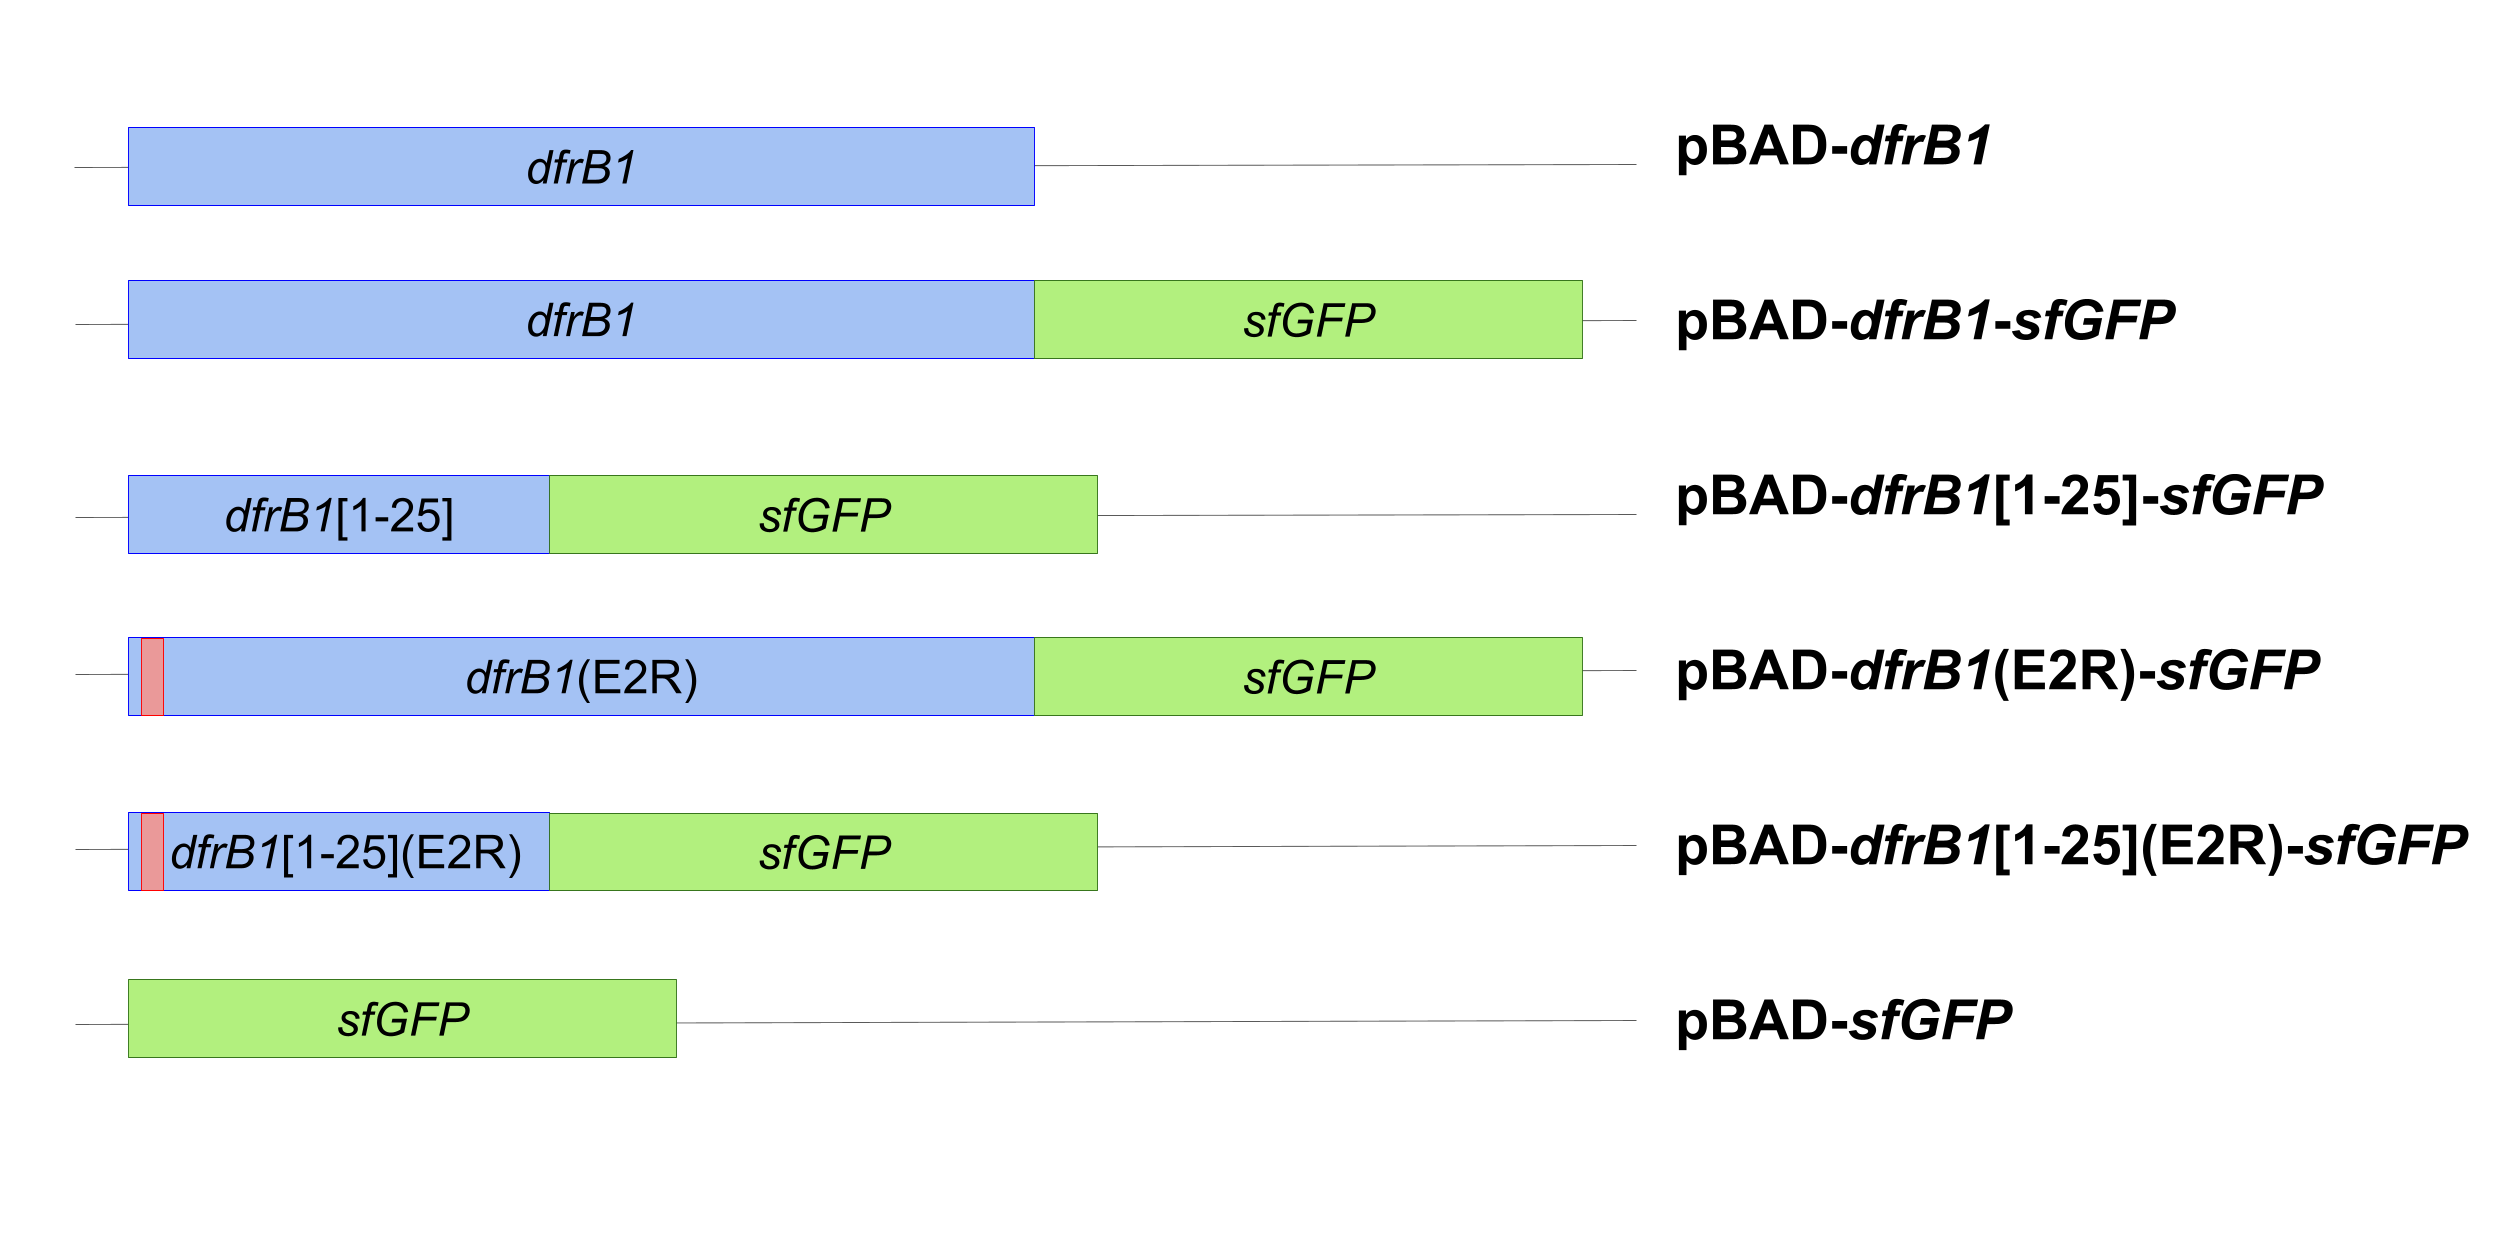 dfrB1 pBAD-dfrB1
dfrB1 sfGFP pBAD-dfrB1-sfGFP
dfrB1[1-25] sfGFP pBAD-dfrB1[1-25]-sfGFP
dfrB1(E2R) sfGFP pBAD-dfrB1(E2R)-sfGFP
dfrB1[1-25](E2R) sfGFP pBAD-dfrB1[1-25](E2R)-sfGFP
sfGFP pBAD-sfGFP